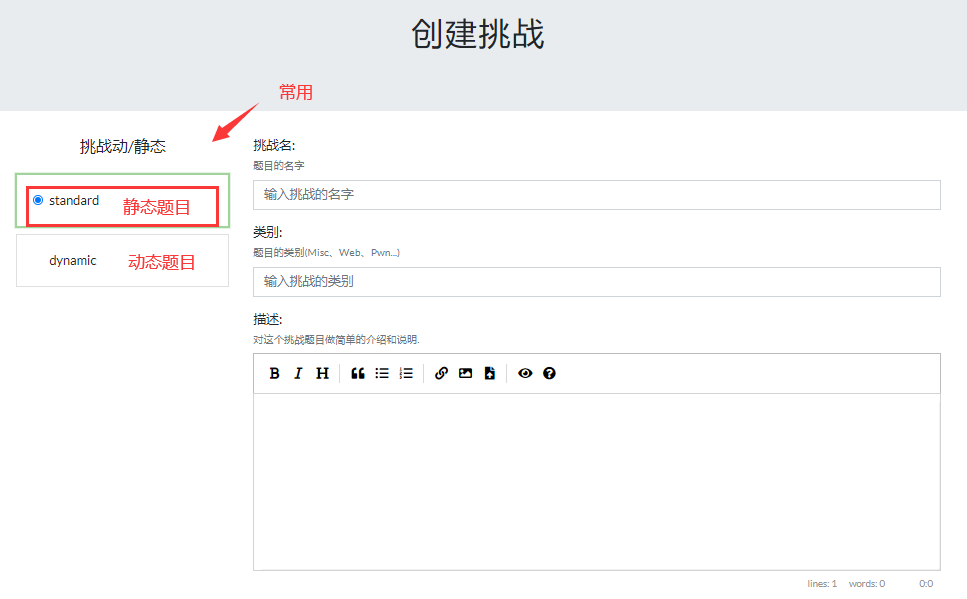 创建挑战
常用
挑战动/静态
standard 静态题目
dynamic 动态题目
挑战名:
题目的名字
输入挑战的名字
类别:
题目的类别(Misc、Web、Pwn...)
输入挑战的类别
描述:
对这个挑战题目做简单的介绍和说明.
B I H
lines: 1 words: 0 0:0